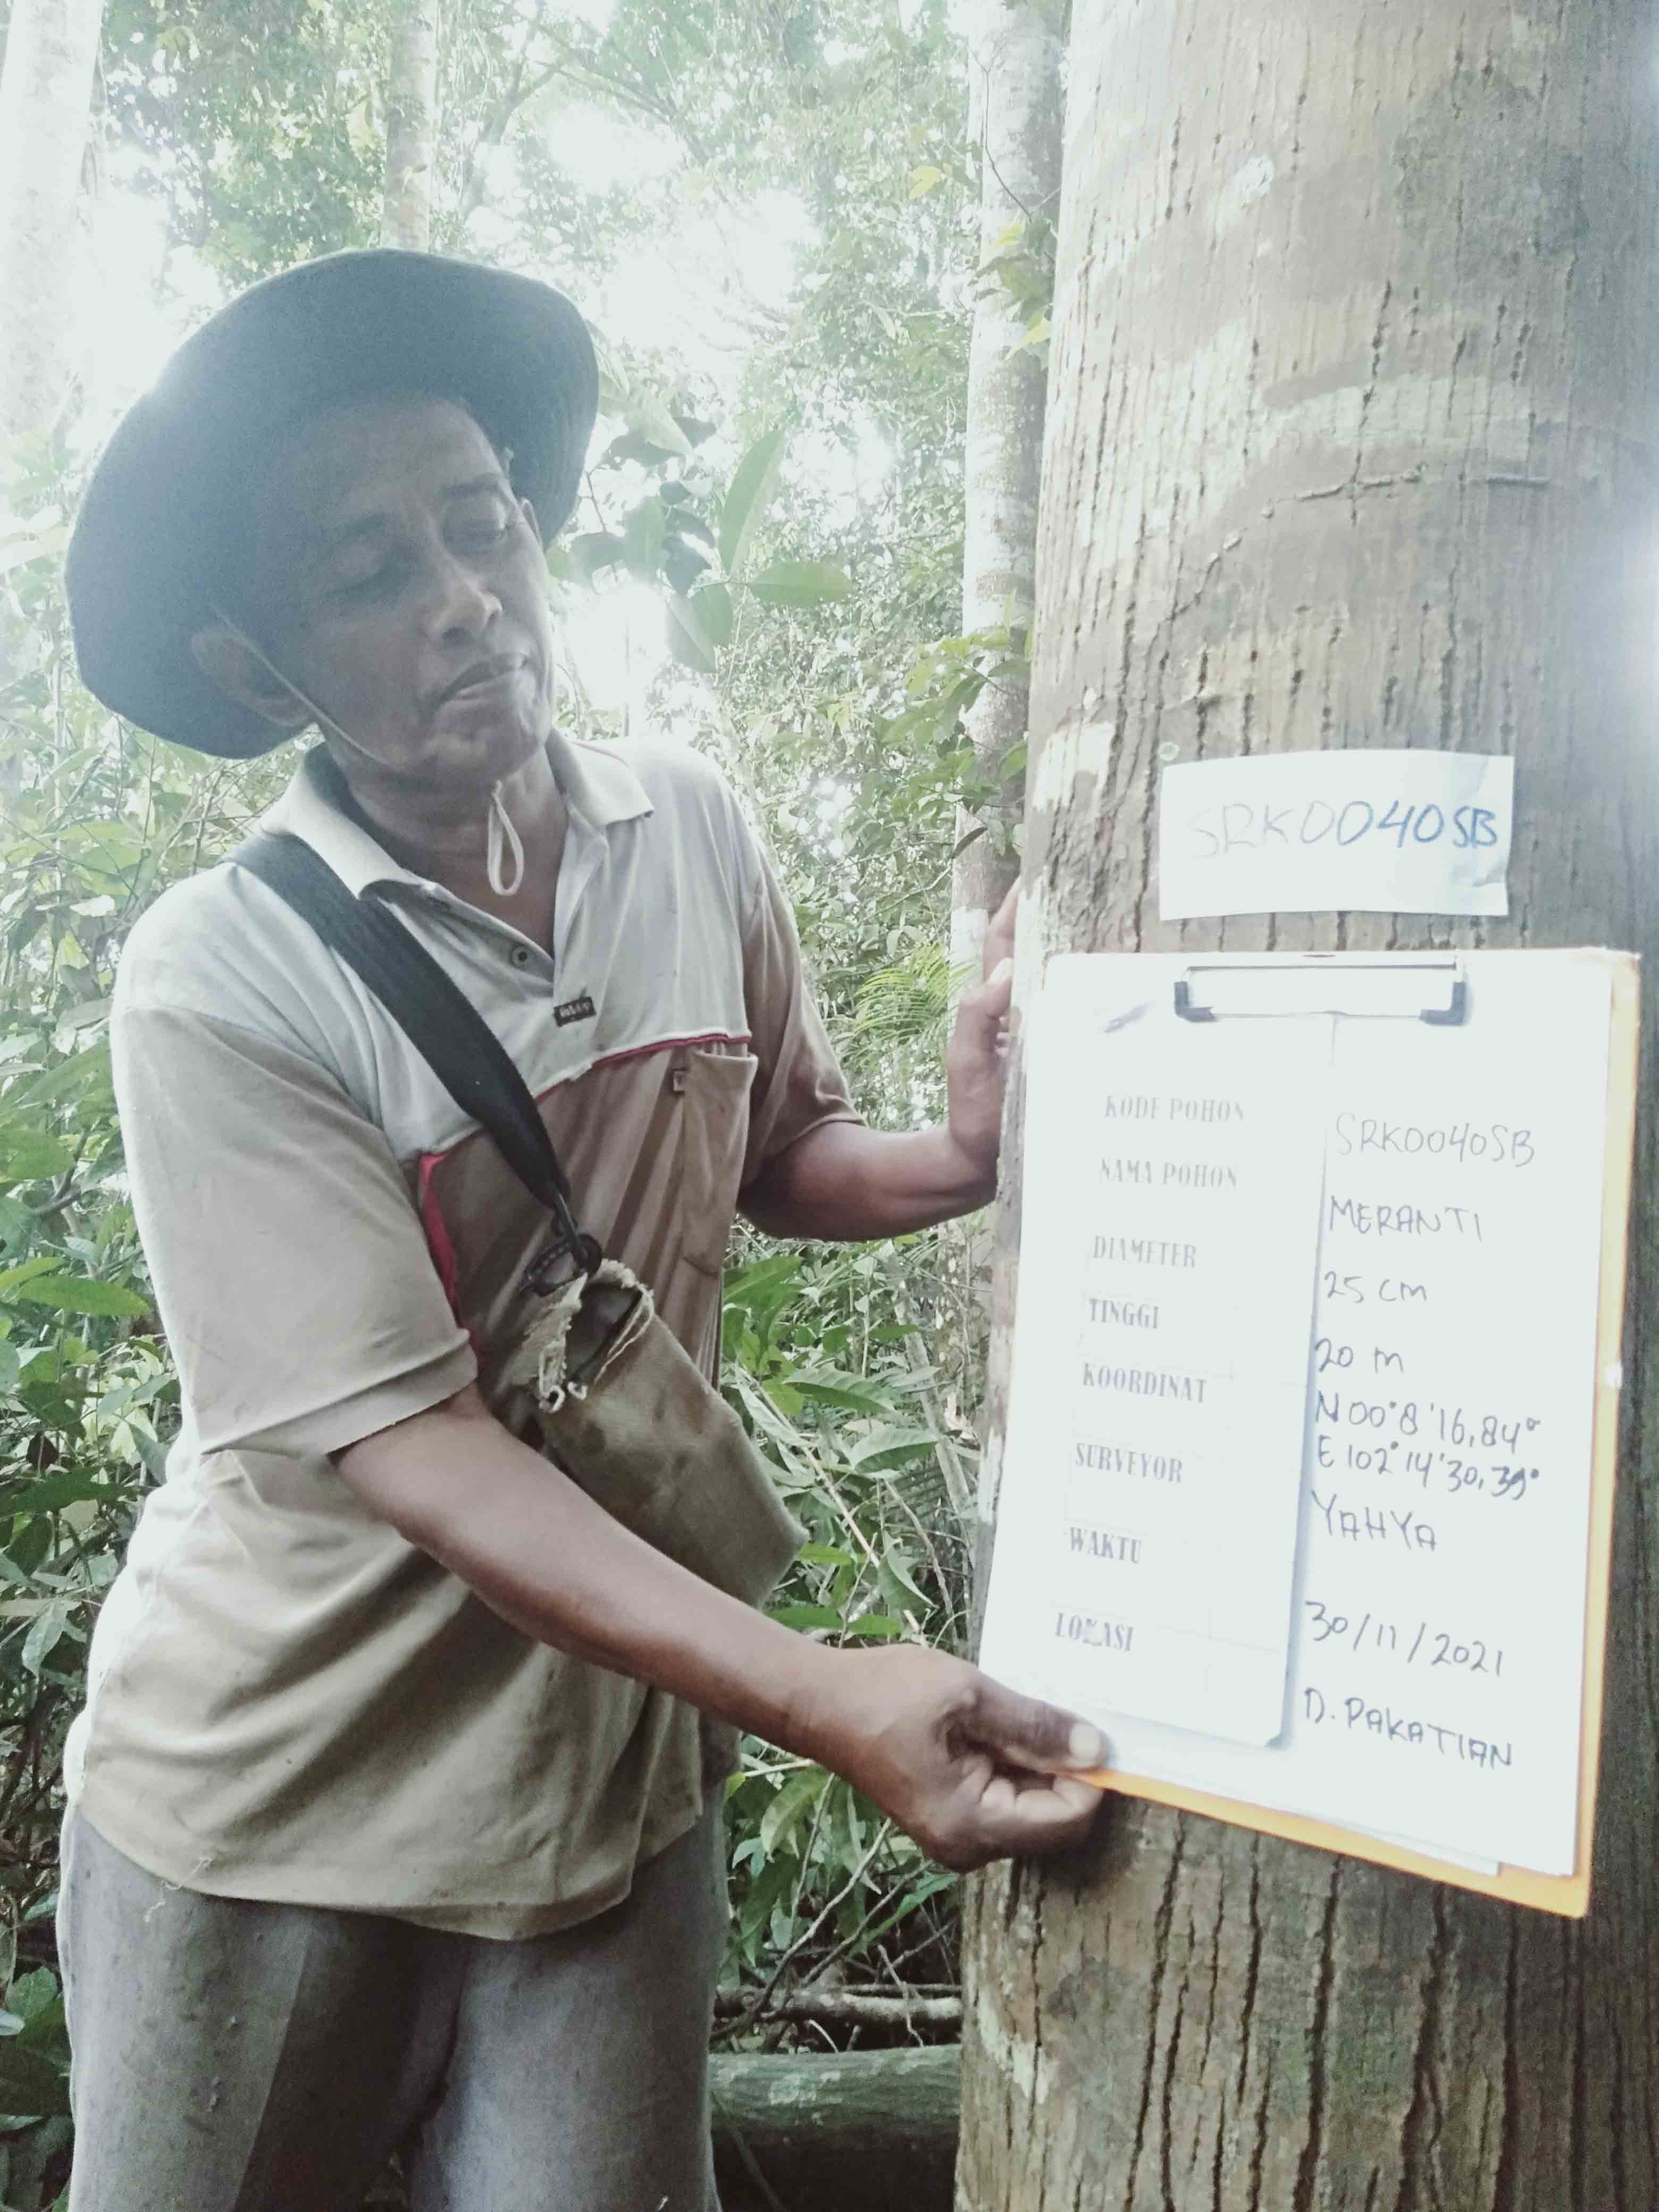 SRK0040SB
KODE POHON SRK0040SB
NAMA POHON MERANTI
DIAMETER 25 cm
TINGGI 20 m
KOORDINAT N 00°8'16,84"
E 102°14'30,39"
SURVEYOR YAHYA
WAKTU 30/11/2021
LOKASI D. PAKATIAN